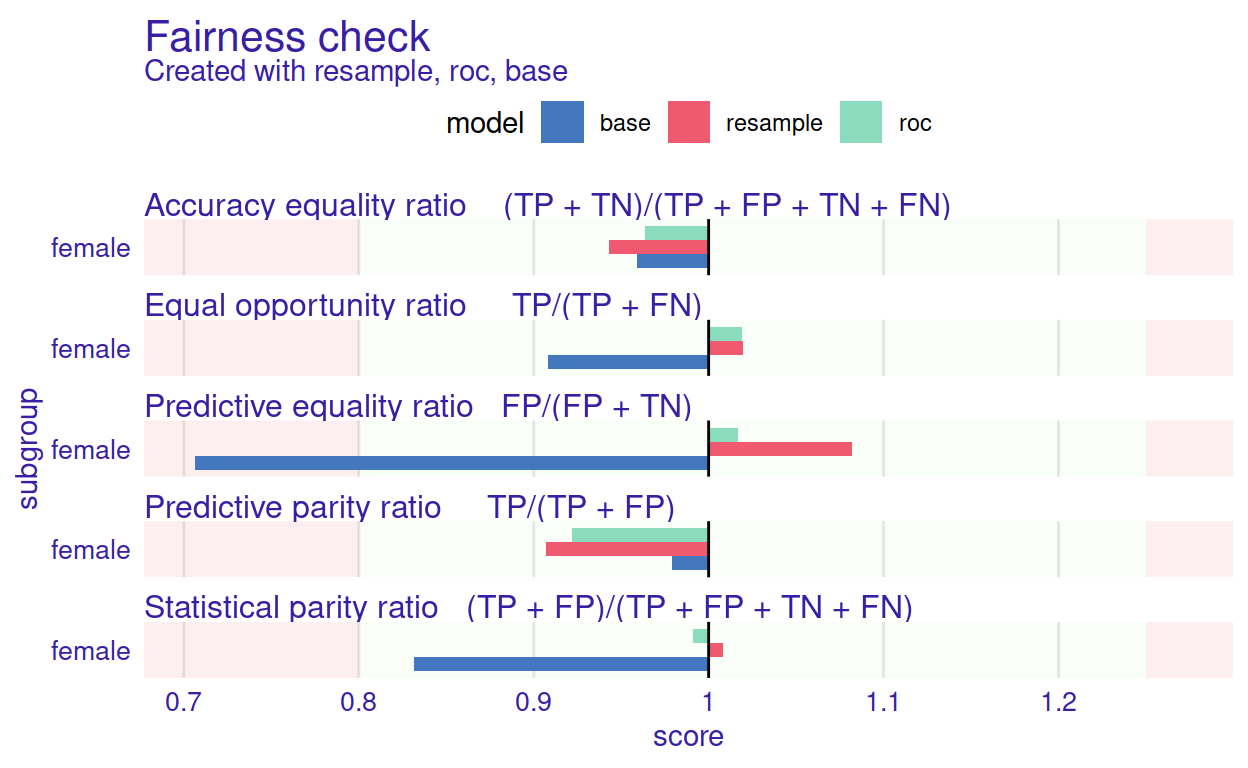 Fairness check
Created with resample, roc, base
model base resample roc
Accuracy equality ratio (TP + TN)/(TP + FP + TN + FN)
female
Equal opportunity ratio TP/(TP + FN)
female
Predictive equality ratio FP/(FP + TN)
female
Predictive parity ratio TP/(TP + FP)
female
Statistical parity ratio (TP + FP)/(TP + FP + TN + FN)
female
subgroup
0.7 0.8 0.9 1 1.1 1.2
score